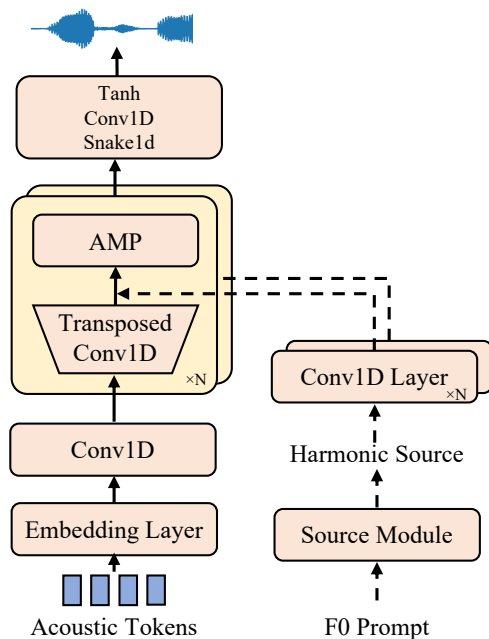 Tanh
Conv1D
Snake1d
AMP
Transposed
Conv1D
×N
Conv1D
Embedding Layer
Acoustic Tokens
Conv1D Layer
×N
Harmonic Source
Source Module
F0 Prompt